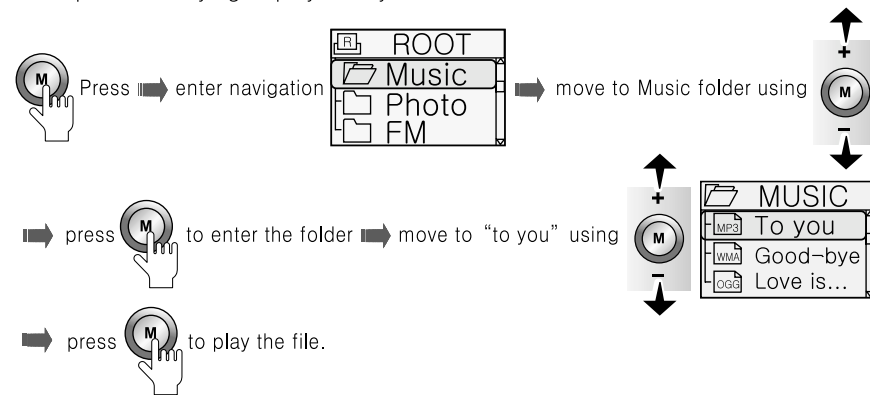 R ROOT
Music
Photo
FM
M Press enter navigation move to Music folder using + M −
press M to enter the folder move to “to you” using + M −
MUSIC
MP3 To you
WMA Good-bye
OGG Love is...
press M to play the file.